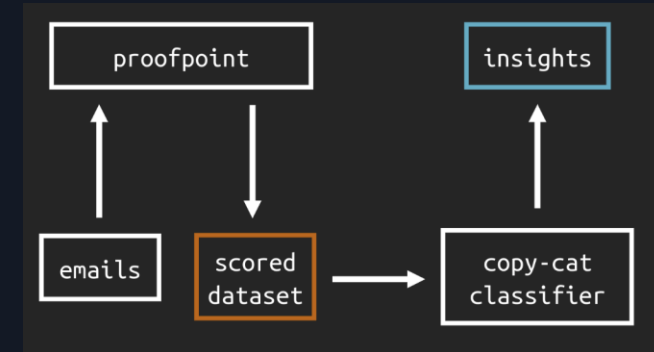 proofpoint
insights
emails
scored
dataset
copy-cat
classifier